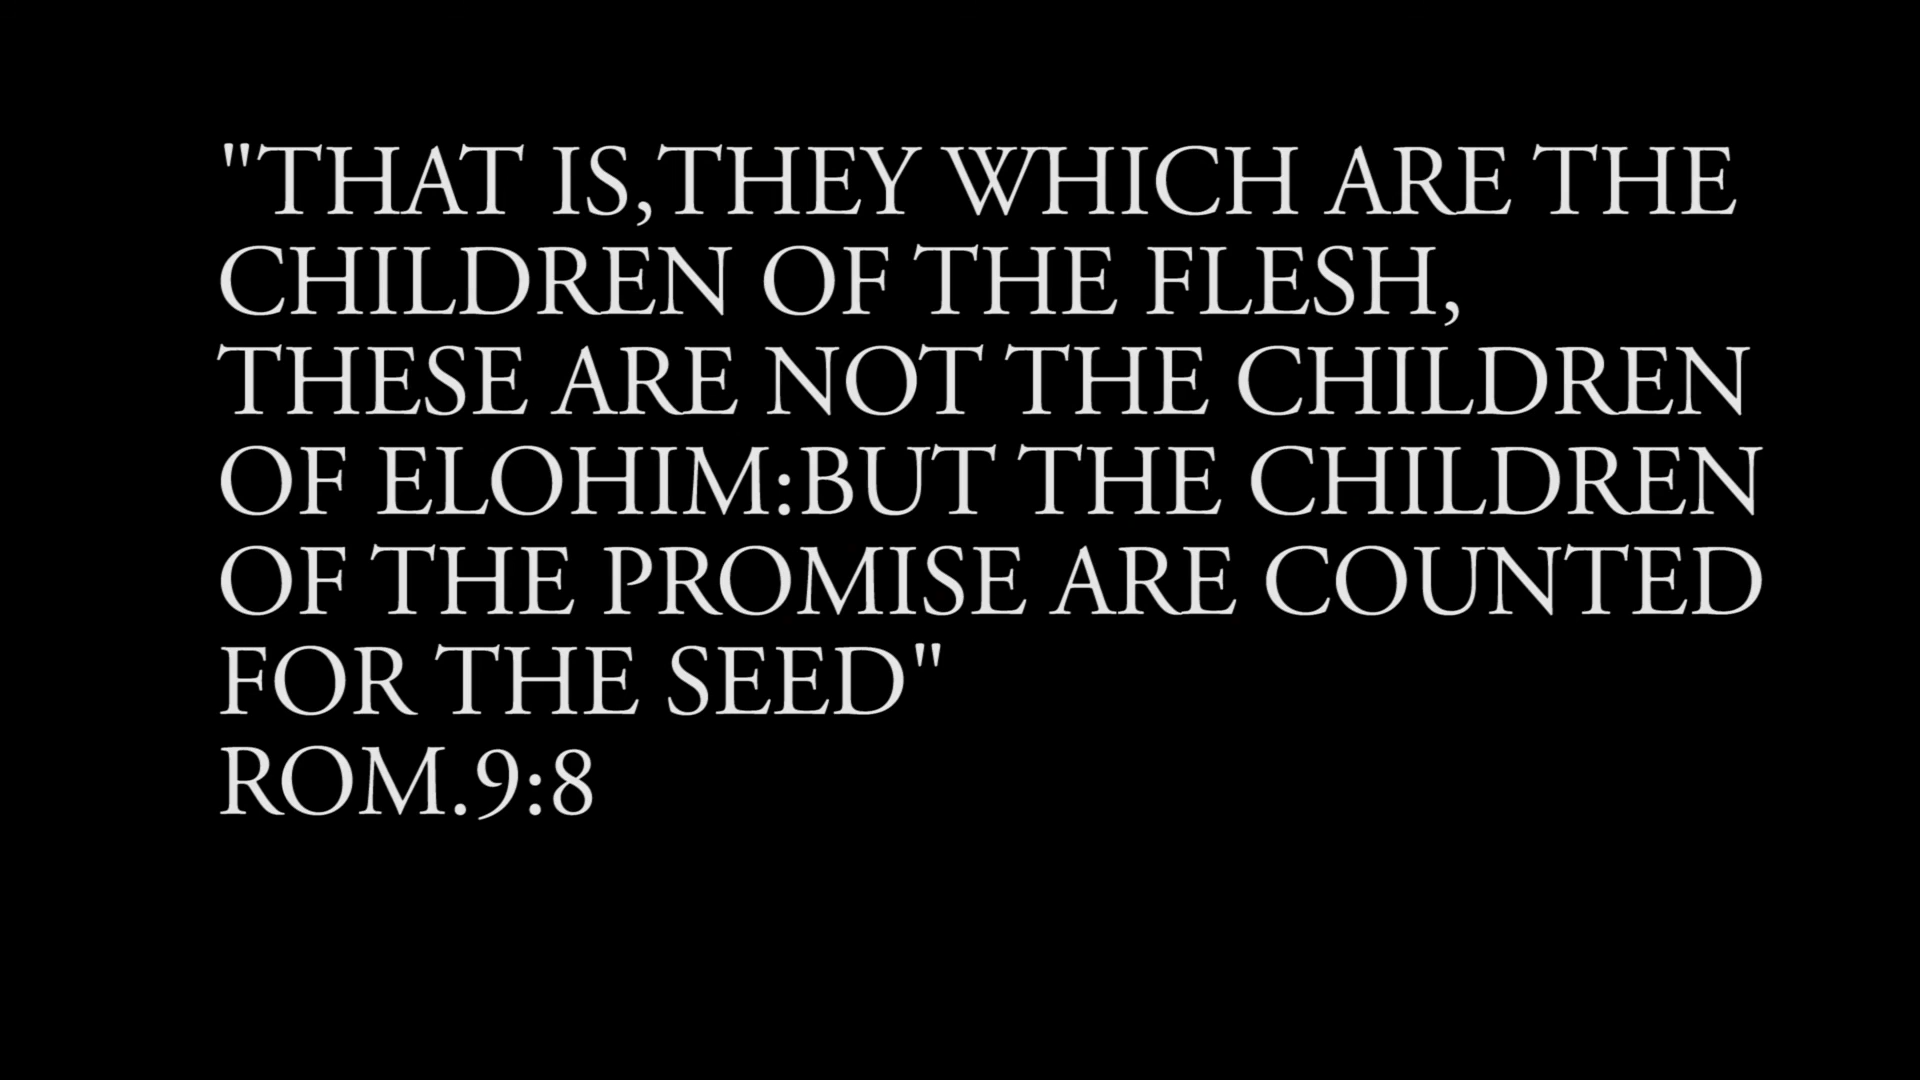 "THAT IS,THEY WHICH ARE THE
CHILDREN OF THE FLESH,
THESE ARE NOT THE CHILDREN
OF ELOHIM:BUT THE CHILDREN
OF THE PROMISE ARE COUNTED
FOR THE SEED"
ROM.9:8